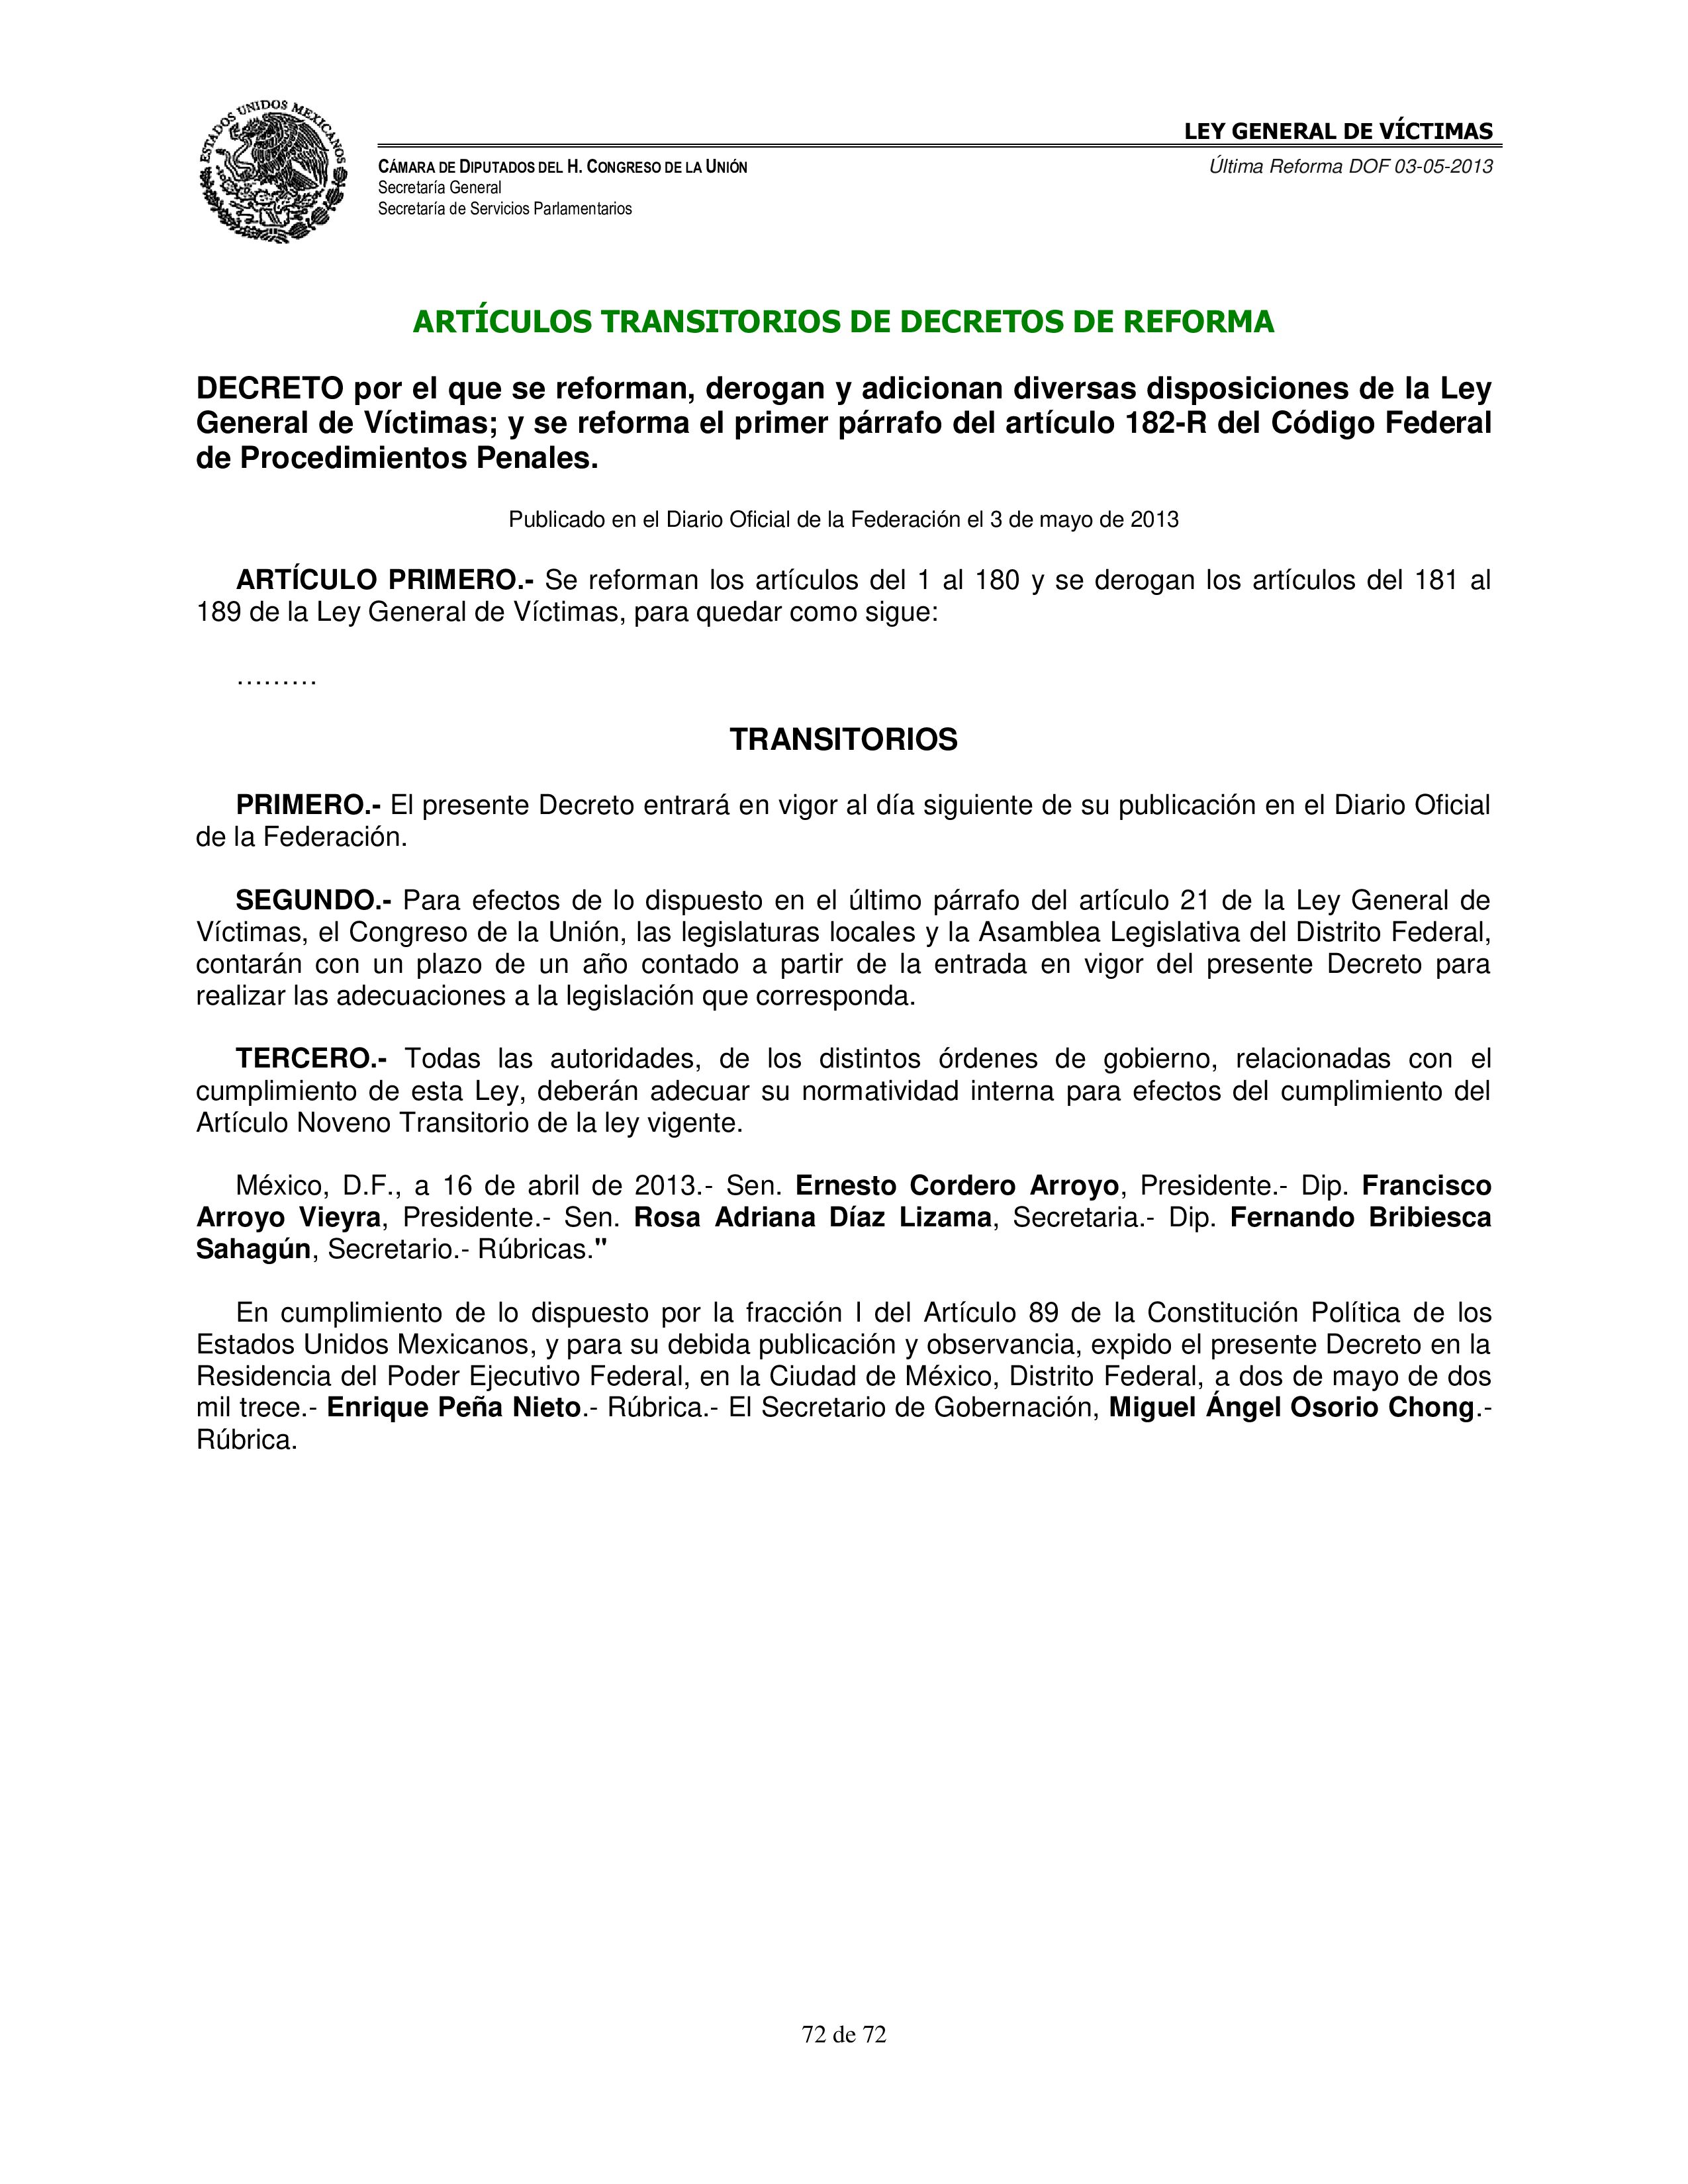 ESTADOS UNIDOS MEXICANOS
LEY GENERAL DE VÍCTIMAS
CÁMARA DE DIPUTADOS DEL H. CONGRESO DE LA UNIÓN
Última Reforma DOF 03-05-2013
Secretaría General
Secretaría de Servicios Parlamentarios
ARTÍCULOS TRANSITORIOS DE DECRETOS DE REFORMA
DECRETO por el que se reforman, derogan y adicionan diversas disposiciones de la Ley
General de Víctimas; y se reforma el primer párrafo del artículo 182-R del Código Federal
de Procedimientos Penales.
Publicado en el Diario Oficial de la Federación el 3 de mayo de 2013
ARTÍCULO PRIMERO.- Se reforman los artículos del 1 al 180 y se derogan los artículos del 181 al
189 de la Ley General de Víctimas, para quedar como sigue:
………
TRANSITORIOS
PRIMERO.- El presente Decreto entrará en vigor al día siguiente de su publicación en el Diario Oficial
de la Federación.
SEGUNDO.- Para efectos de lo dispuesto en el último párrafo del artículo 21 de la Ley General de
Víctimas, el Congreso de la Unión, las legislaturas locales y la Asamblea Legislativa del Distrito Federal,
contarán con un plazo de un año contado a partir de la entrada en vigor del presente Decreto para
realizar las adecuaciones a la legislación que corresponda.
TERCERO.- Todas las autoridades, de los distintos órdenes de gobierno, relacionadas con el
cumplimiento de esta Ley, deberán adecuar su normatividad interna para efectos del cumplimiento del
Artículo Noveno Transitorio de la ley vigente.
México, D.F., a 16 de abril de 2013.- Sen. Ernesto Cordero Arroyo, Presidente.- Dip. Francisco
Arroyo Vieyra, Presidente.- Sen. Rosa Adriana Díaz Lizama, Secretaria.- Dip. Fernando Bribiesca
Sahagún, Secretario.- Rúbricas."
En cumplimiento de lo dispuesto por la fracción I del Artículo 89 de la Constitución Política de los
Estados Unidos Mexicanos, y para su debida publicación y observancia, expido el presente Decreto en la
Residencia del Poder Ejecutivo Federal, en la Ciudad de México, Distrito Federal, a dos de mayo de dos
mil trece.- Enrique Peña Nieto.- Rúbrica.- El Secretario de Gobernación, Miguel Ángel Osorio Chong.-
Rúbrica.
72 de 72